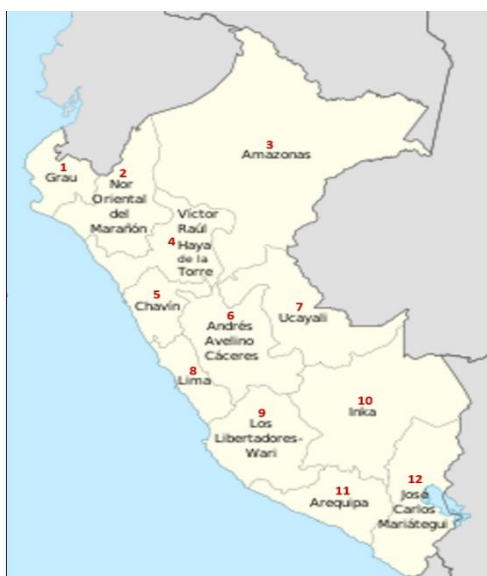 3
Amazonas
1
Grau
2
Nor
Oriental
del
Marañón
Víctor
Raúl
4 Haya
de la
Torre
5
Chavín
6
Andrés
Avelino
Cáceres
7
Ucayali
8
Lima
9
Los
Libertadores-
Wari
10
Inka
11
Arequipa
12
José
Carlos
Mariátegui